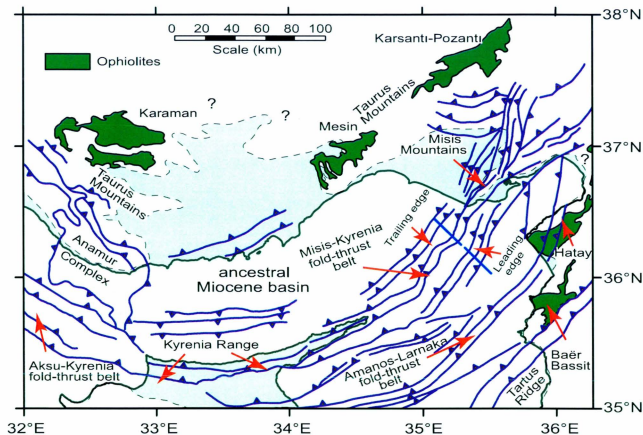 38°N
Karsantı-Pozantı
0 20 40 60 80 100
Scale (km)
Ophiolites
Karaman
?
?
Mesin
Taurus
Mountains
37°N
Misis
Mountains
?
Taurus
Mountains
Anamur
Complex
Misis-Kyrenia
fold-thrust
belt
Trailing edge
Leading
edge
Hatay
ancestral
Miocene basin
36°N
Kyrenia Range
Aksu-Kyrenia
fold-thrust belt
Amanos-Larnaka
fold-thrust
belt
Baër
Bassit
Tartus
Ridge
35°N
32°E 33°E 34°E 35°E 36°E